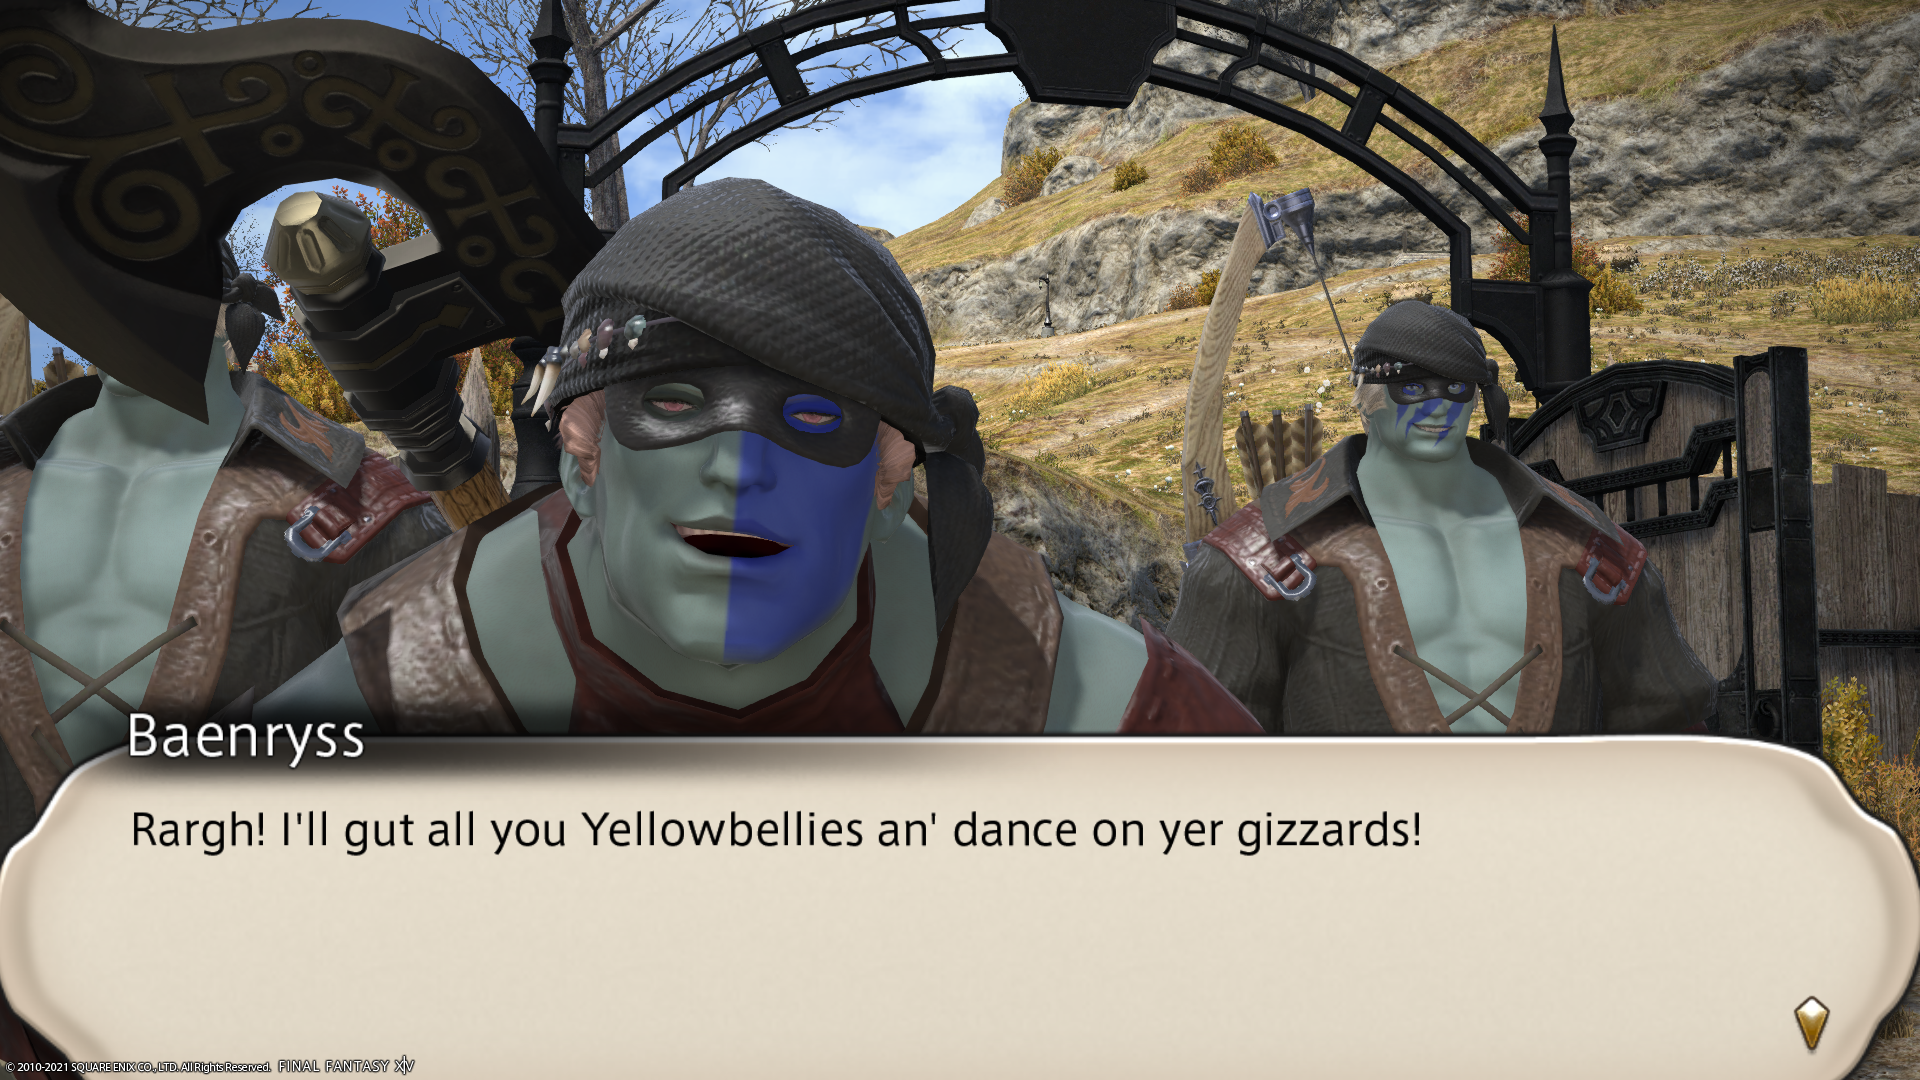 Baenryss
Rargh! I'll gut all you Yellowbellies an' dance on yer gizzards!
© 2010-2021 SQUARE ENIX CO., LTD. All Rights Reserved. FINAL FANTASY XIV